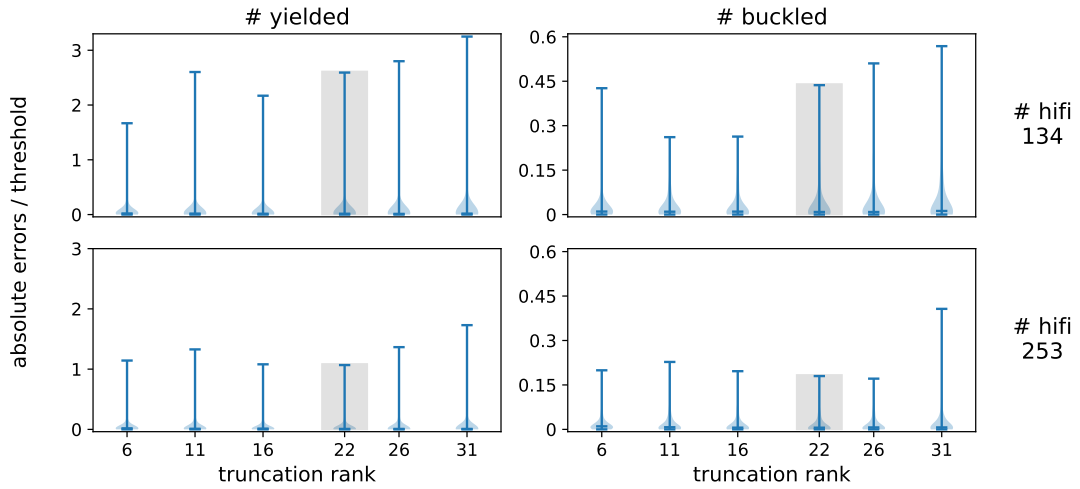 # yielded
# buckled
absolute errors / threshold
3
2
1
0
0.6
0.45
0.3
0.15
0
# hifi
134
3
2
1
0
0.6
0.45
0.3
0.15
0
# hifi
253
6 11 16 22 26 31
6 11 16 22 26 31
truncation rank
truncation rank